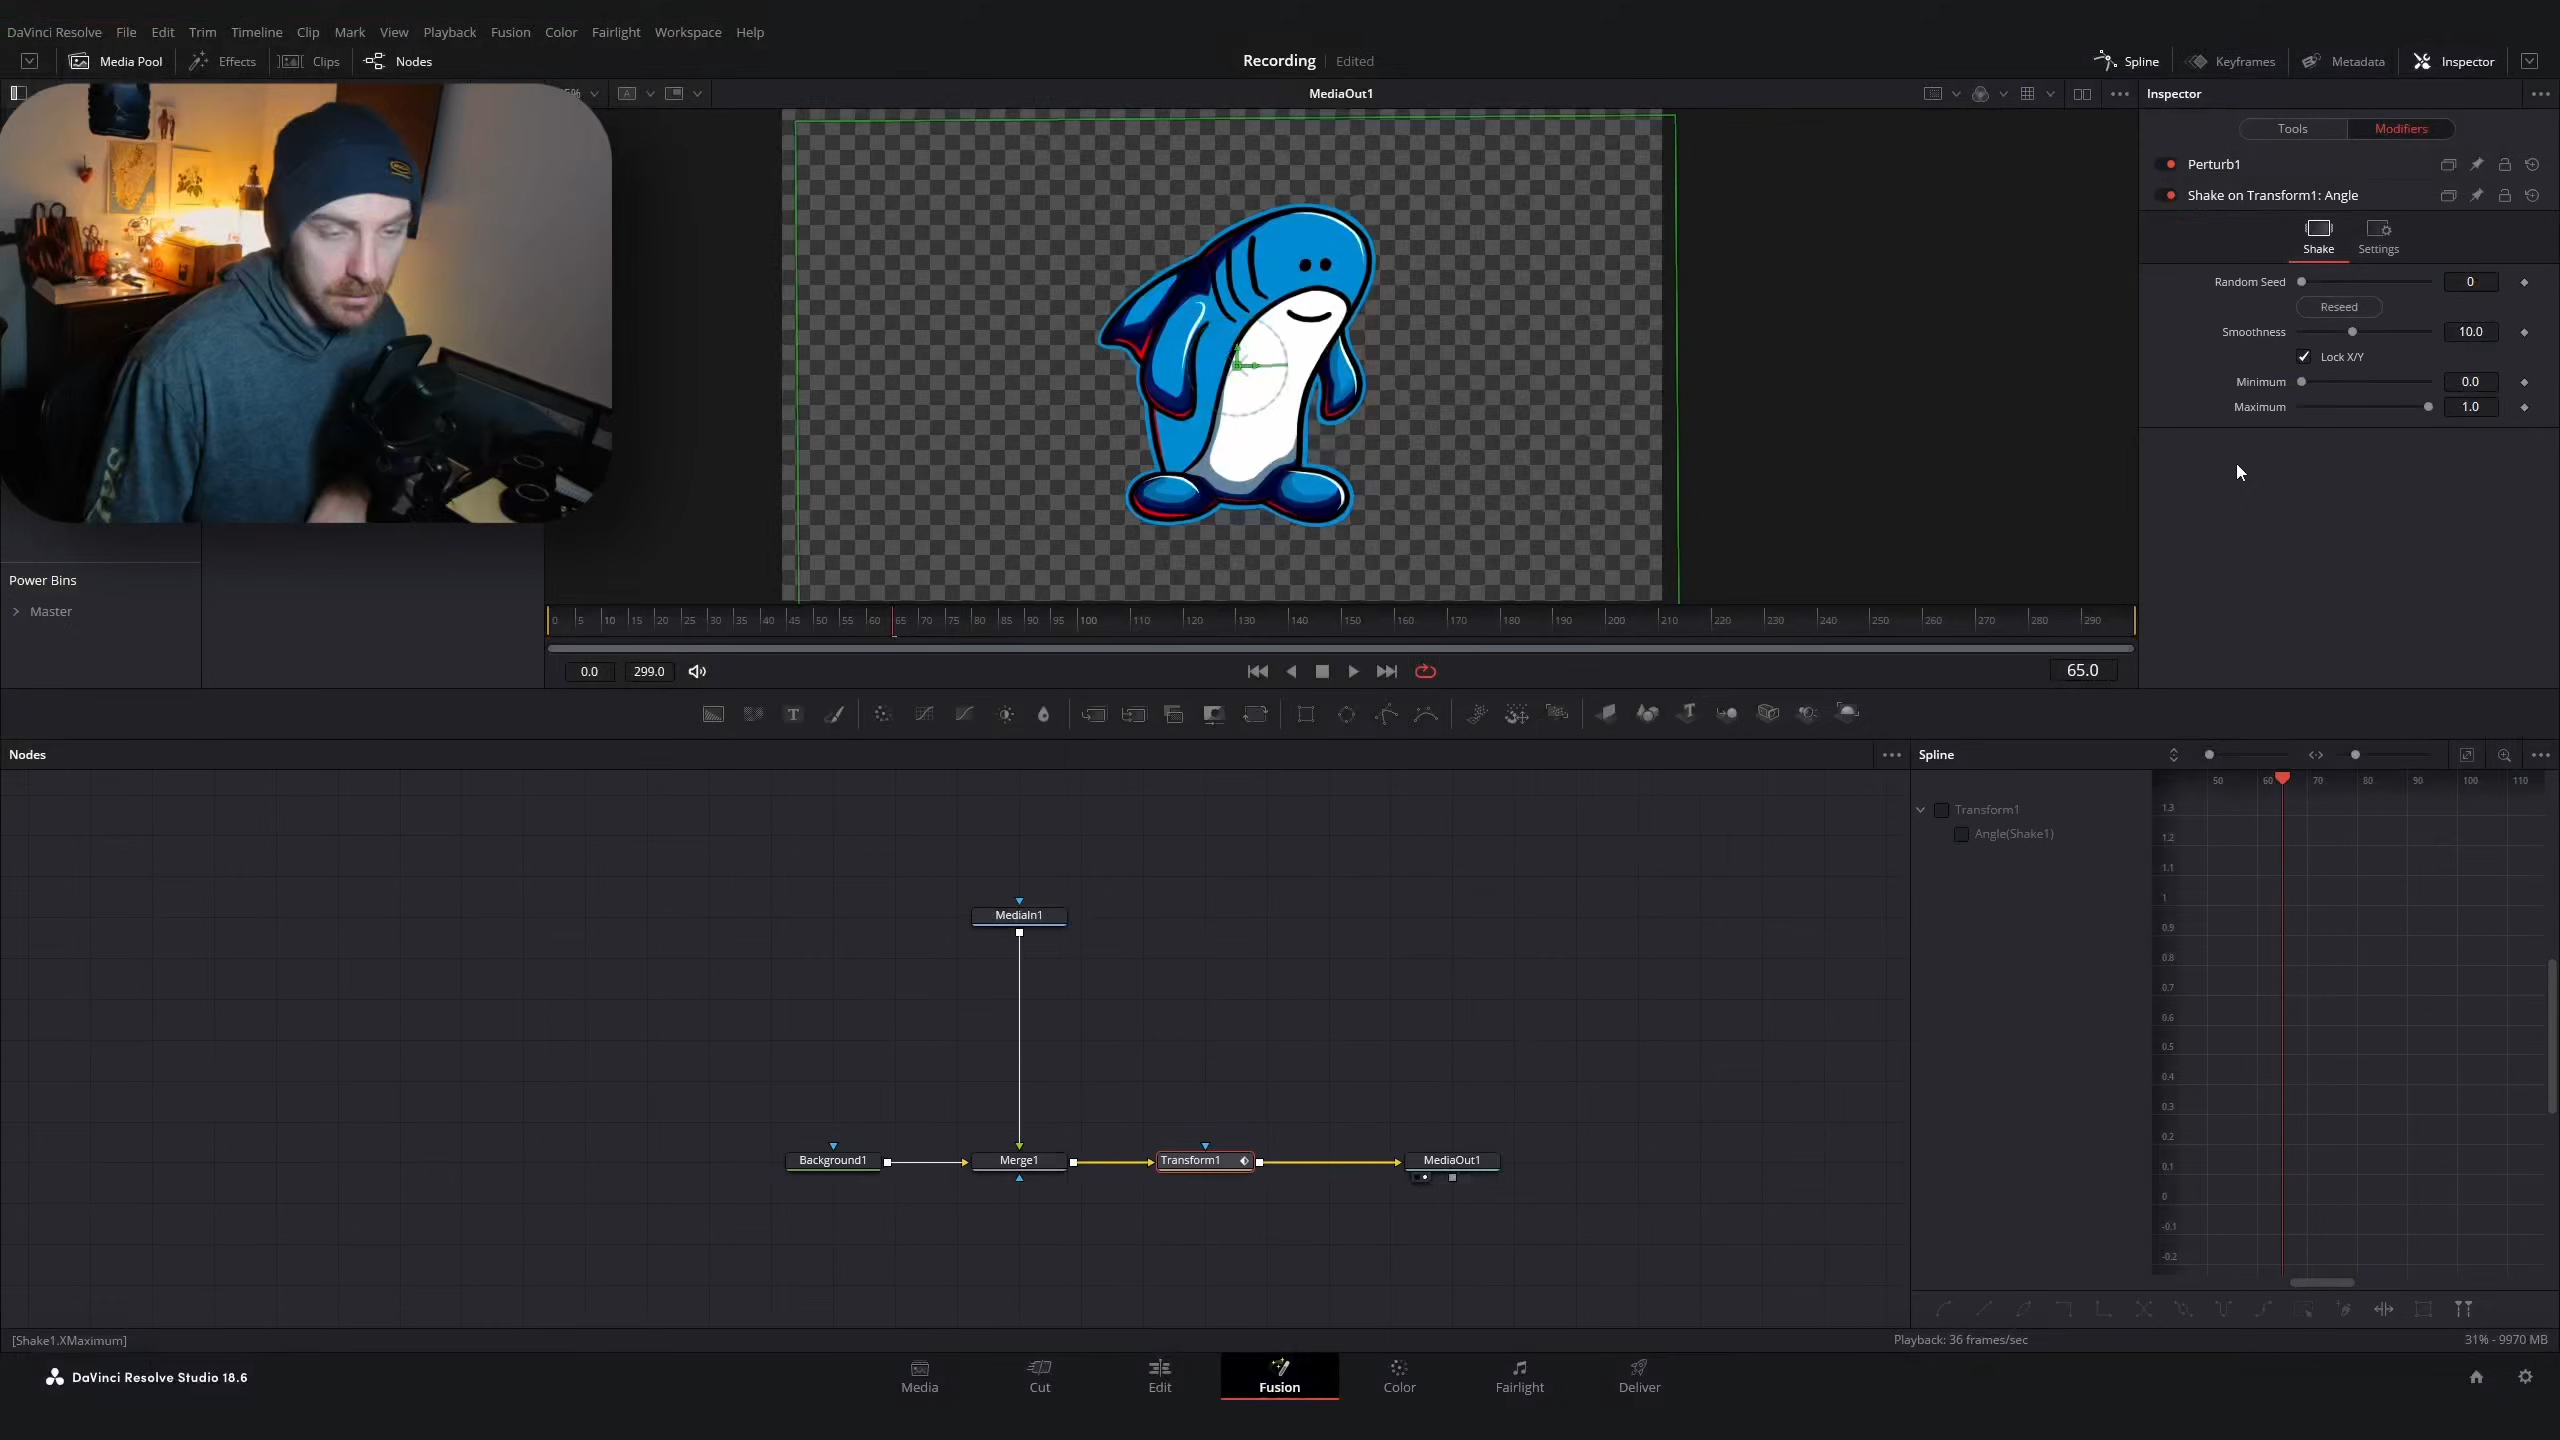 DaVinci Resolve File Edit Trim Timeline Clip Mark View Playback Fusion Color Fairlight Workspace Help
Media Pool Effects Clips Nodes Recording Edited Spline Keyframes Metadata Inspector
MediaOut1 Inspector
Tools Modifiers
Perturb1
Shake on Transform1: Angle
Shake Settings
Random Seed 0
Reseed
Smoothness 10.0
Lock X/Y
Minimum 0.0
Maximum 1.0
Power Bins
Master
0 5 10 15 20 25 30 35 40 45 50 55 60 65 70 75 80 85 90 95 100 110 120 130 140 150 160 170 180 190 200 210 220 230 240 250 260 270 280 290
0.0 299.0 65.0
Nodes Spline
50 60 70 80 90 100 110
Transform1
Angle(Shake1)
1.3
1.2
1.1
1
0.9
0.8
0.7
0.6
0.5
0.4
0.3
0.2
0.1
0
-0.1
-0.2
MediaIn1
Background1 Merge1 Transform1 MediaOut1
[Shake1.XMaximum] Playback: 36 frames/sec 31% - 9970 MB
DaVinci Resolve Studio 18.6 Media Cut Edit Fusion Color Fairlight Deliver